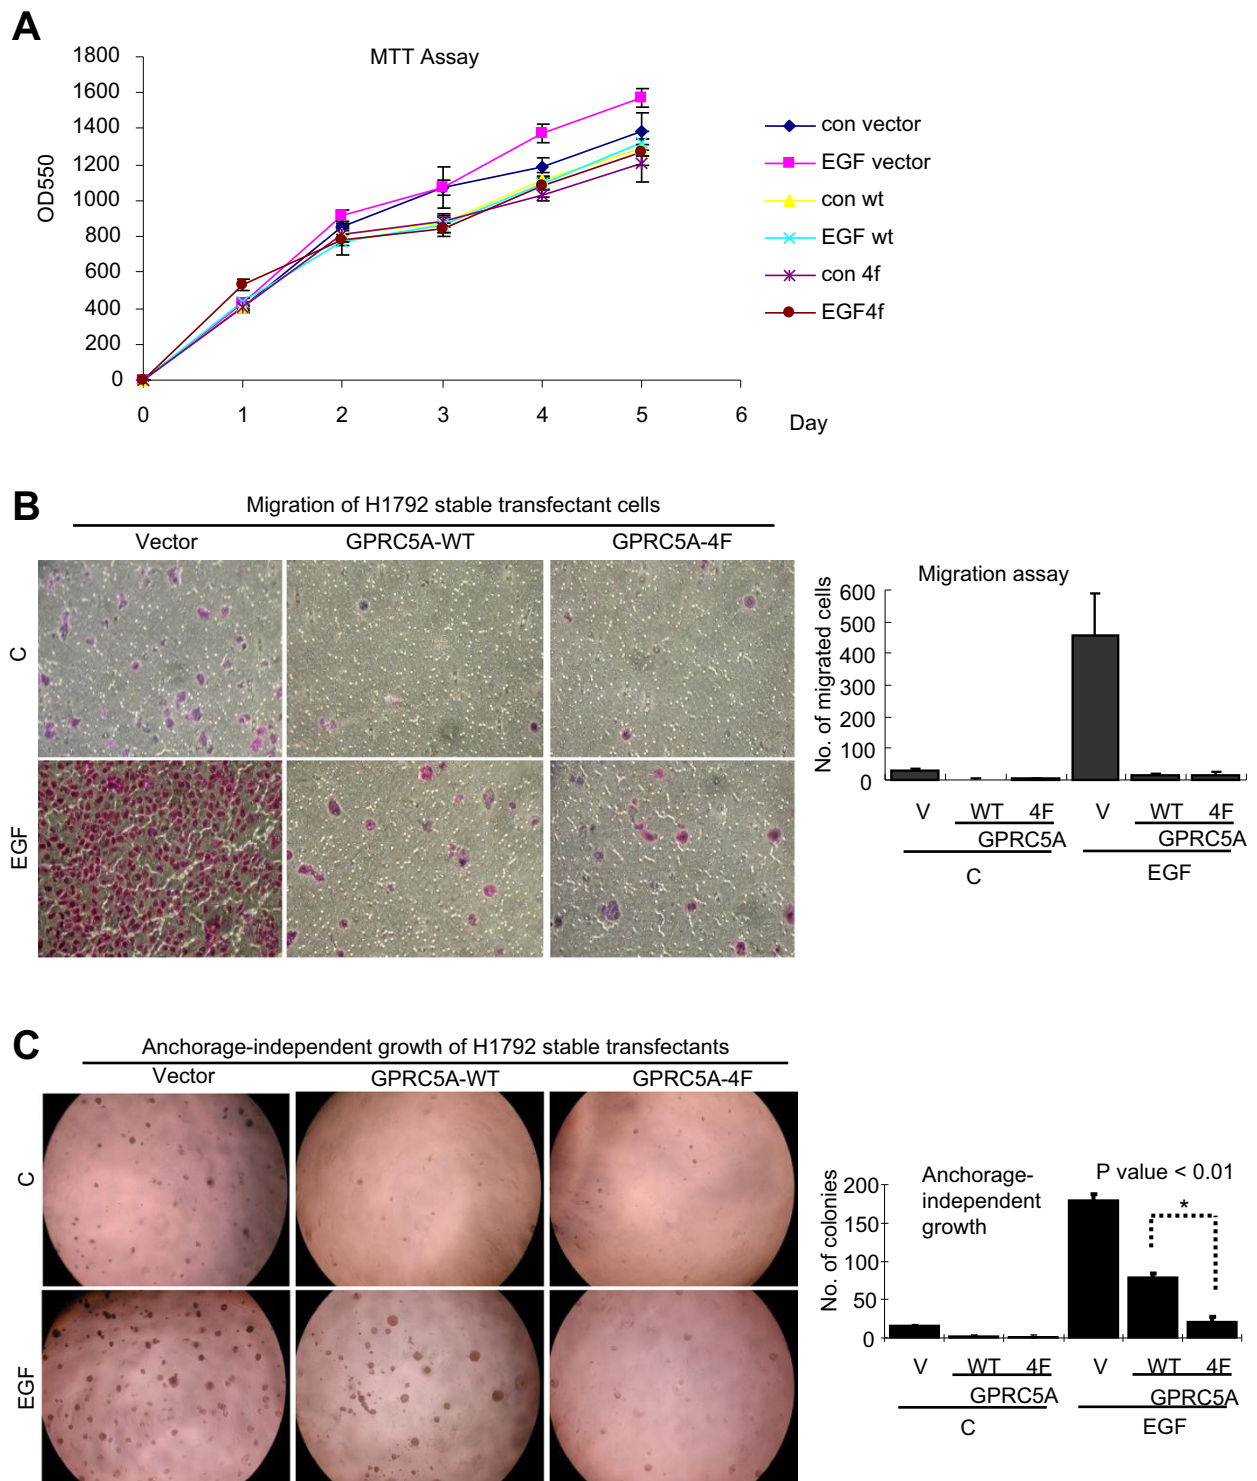 A
MTT Assay
1800
1600
1400
1200
1000
800
600
400
200
0
OD550
0 1 2 3 4 5 6
Day
con vector
EGF vector
con wt
EGF wt
con 4f
EGF4f
B
Migration of H1792 stable transfectant cells
Vector GPRC5A-WT GPRC5A-4F
C
EGF
Migration assay
No. of migrated cells
600
500
400
300
200
100
0
V WT 4F V WT 4F
GPRC5A GPRC5A
C EGF
C
Anchorage-independent growth of H1792 stable transfectants
Vector GPRC5A-WT GPRC5A-4F
C
EGF
Anchorage-
independent
growth
P value < 0.01
*
No. of colonies
200
150
100
50
0
V WT 4F V WT 4F
GPRC5A GPRC5A
C EGF